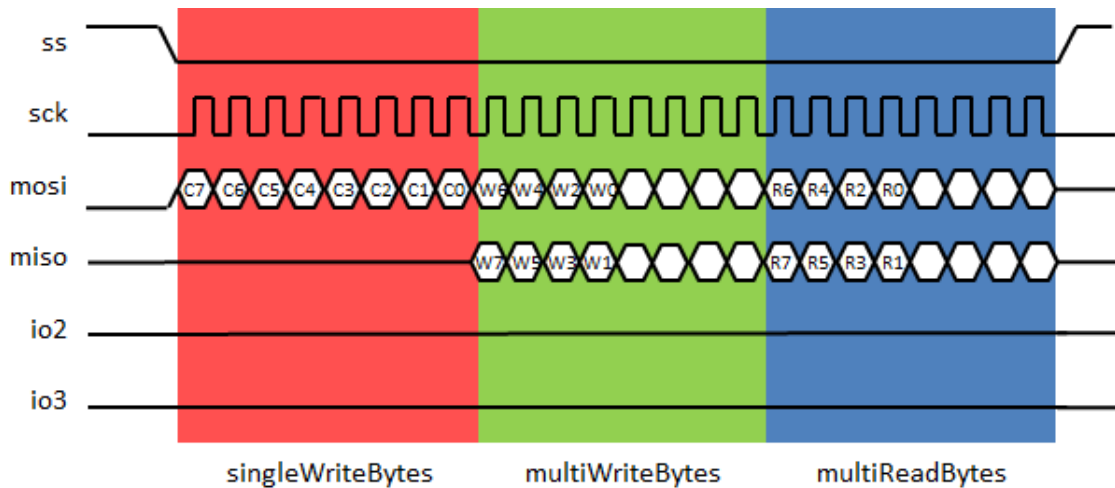 ss
sck
mosi C7 C6 C5 C4 C3 C2 C1 C0 W6 W4 W2 W0 R6 R4 R2 R0
miso W7 W5 W3 W1 R7 R5 R3 R1
io2
io3
singleWriteBytes multiWriteBytes multiReadBytes